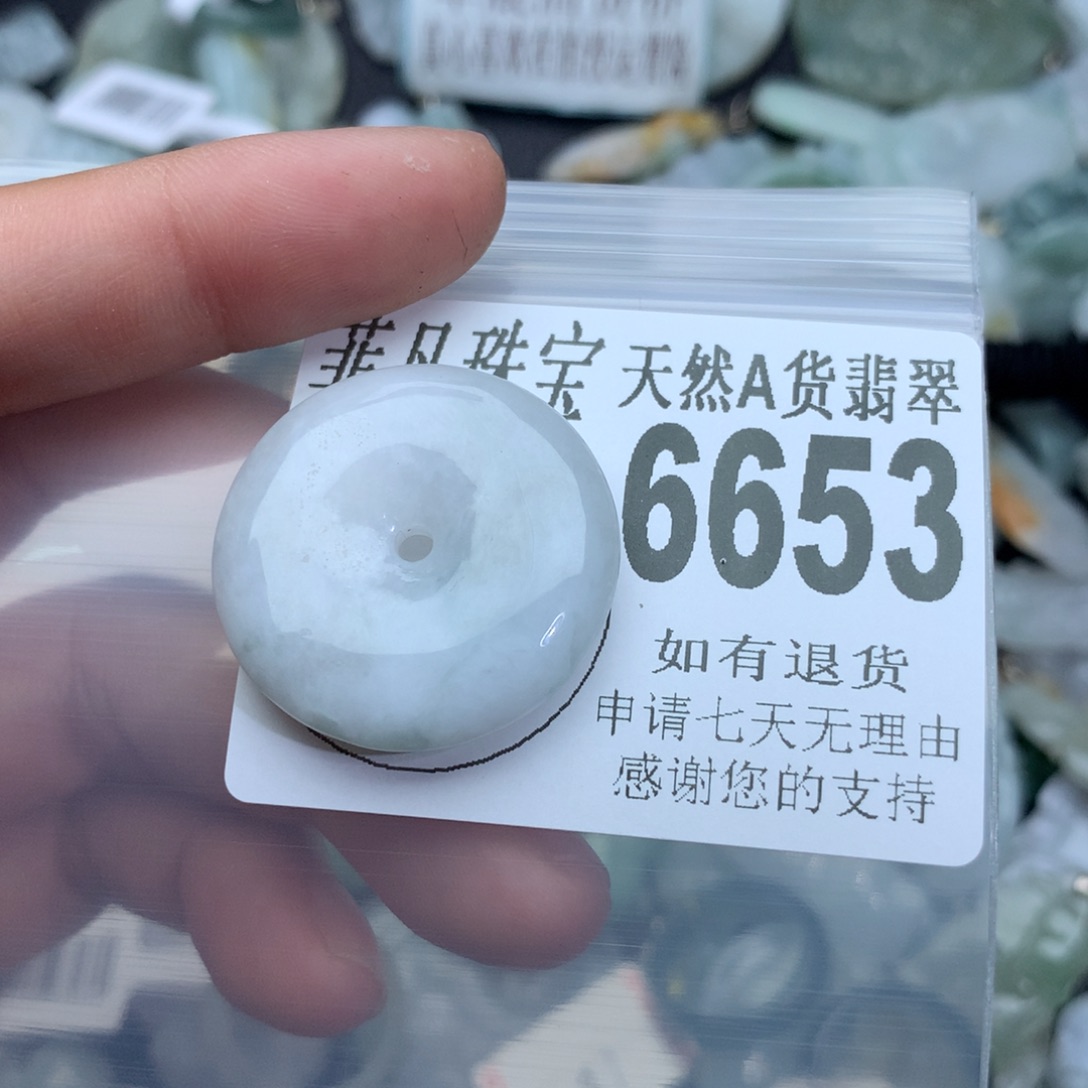 菲凡珠宝 天然A货翡翠
6653
如有退货
申请七天无理由
感谢您的支持